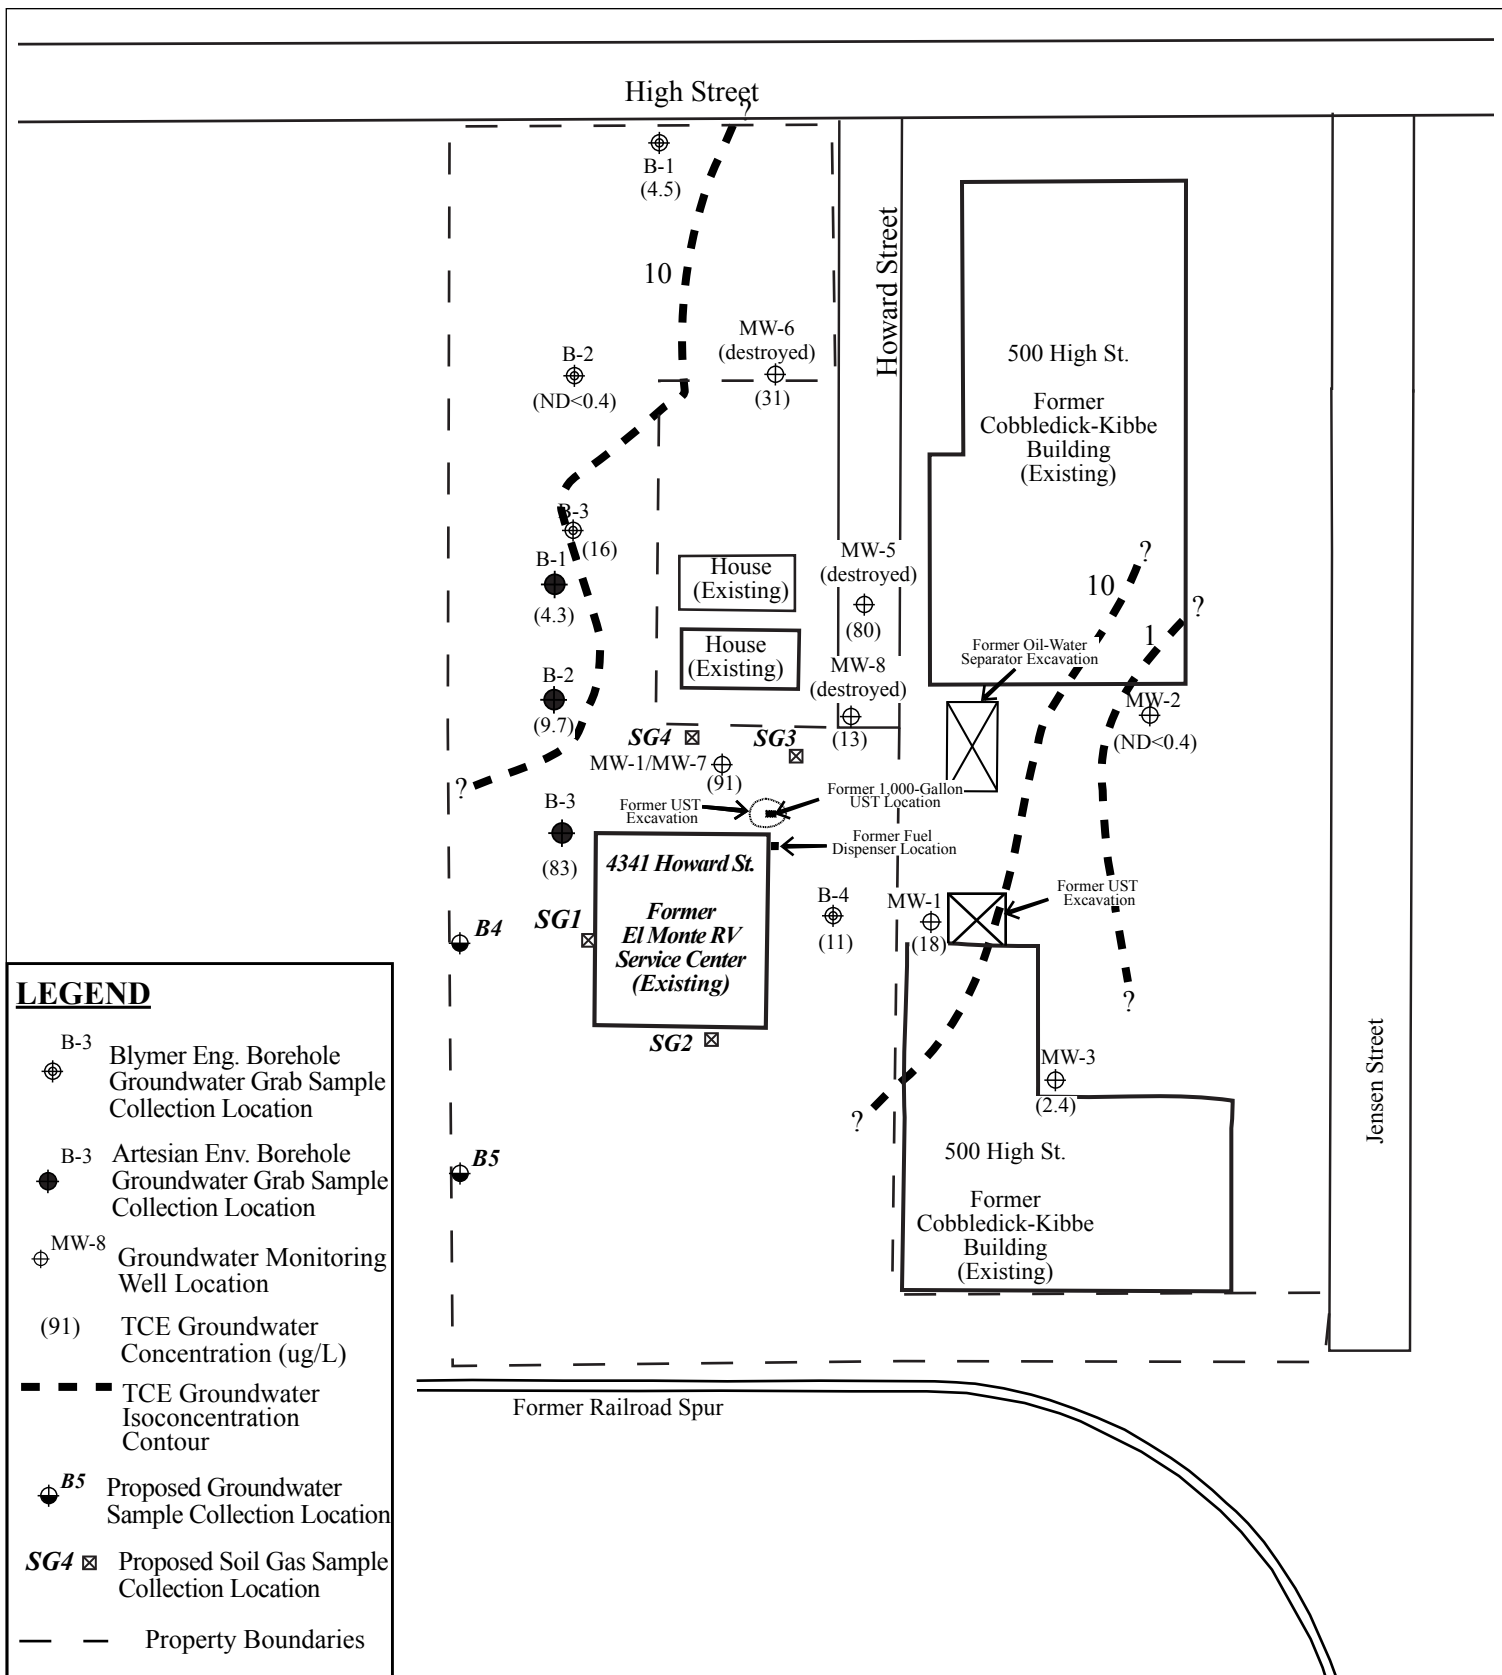 High Street
?
B-1
(4.5)
10
Howard Street
MW-6
(destroyed)
(31)
B-2
(ND<0.4)
500 High St.
Former
Cobbledick-Kibbe
Building
(Existing)
B-3
(16)
B-1
(4.3)
House
(Existing)
MW-5
(destroyed)
(80)
?
10
?
1
House
(Existing)
Former Oil-Water
Separator Excavation
MW-8
(destroyed)
(13)
B-2
(9.7)
MW-2
(ND<0.4)
SG4
SG3
MW-1/MW-7
(91)
?
Former UST
Excavation
Former 1,000-Gallon
UST Location
B-3
(83)
Former Fuel
Dispenser Location
4341 Howard St.
Former
El Monte RV
Service Center
(Existing)
B-4
(11)
MW-1
(18)
Former UST
Excavation
SG1
B4
?
SG2
MW-3
(2.4)
?
Jensen Street
B5
500 High St.
Former
Cobbledick-Kibbe
Building
(Existing)
Former Railroad Spur
LEGEND
B-3
Blymer Eng. Borehole
Groundwater Grab Sample
Collection Location
B-3
Artesian Env. Borehole
Groundwater Grab Sample
Collection Location
MW-8
Groundwater Monitoring
Well Location
(91)
TCE Groundwater
Concentration (ug/L)
TCE Groundwater
Isoconcentration
Contour
B5
Proposed Groundwater
Sample Collection Location
SG4
Proposed Soil Gas Sample
Collection Location
Property Boundaries